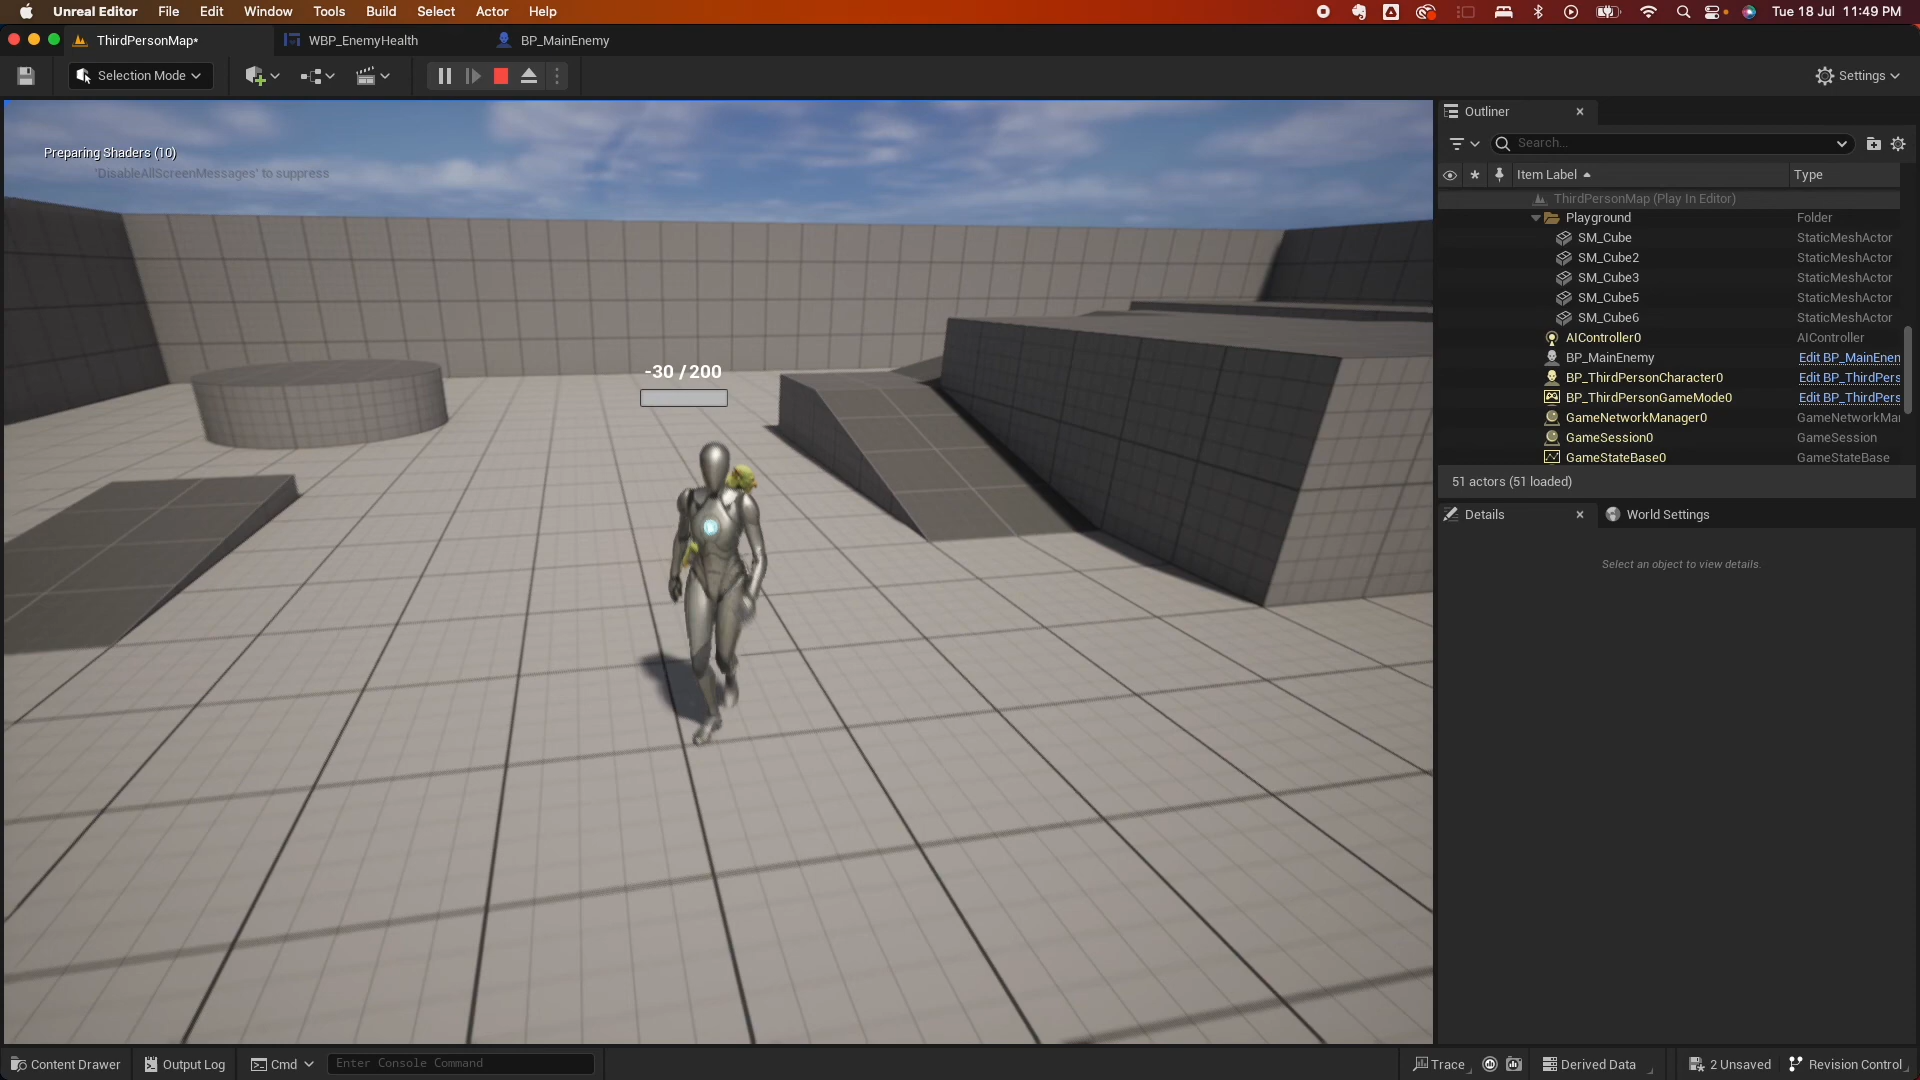 Unreal Editor File Edit Window Tools Build Select Actor Help Tue 18 Jul 11:49 PM
ThirdPersonMap* WBP_EnemyHealth BP_MainEnemy
Selection Mode Settings
Preparing Shaders (10)
'DisableAllScreenMessages' to suppress
-30 / 200
Outliner
Search...
Item Label Type
ThirdPersonMap (Play In Editor)
Playground Folder
SM_Cube StaticMeshActor
SM_Cube2 StaticMeshActor
SM_Cube3 StaticMeshActor
SM_Cube5 StaticMeshActor
SM_Cube6 StaticMeshActor
AIController0 AIController
BP_MainEnemy Edit BP_MainEnen
BP_ThirdPersonCharacter0 Edit BP_ThirdPers
BP_ThirdPersonGameMode0 Edit BP_ThirdPers
GameNetworkManager0 GameNetworkMa
GameSession0 GameSession
GameStateBase0 GameStateBase
51 actors (51 loaded)
Details World Settings
Select an object to view details.
Content Drawer Output Log Cmd Enter Console Command Trace Derived Data 2 Unsaved Revision Control